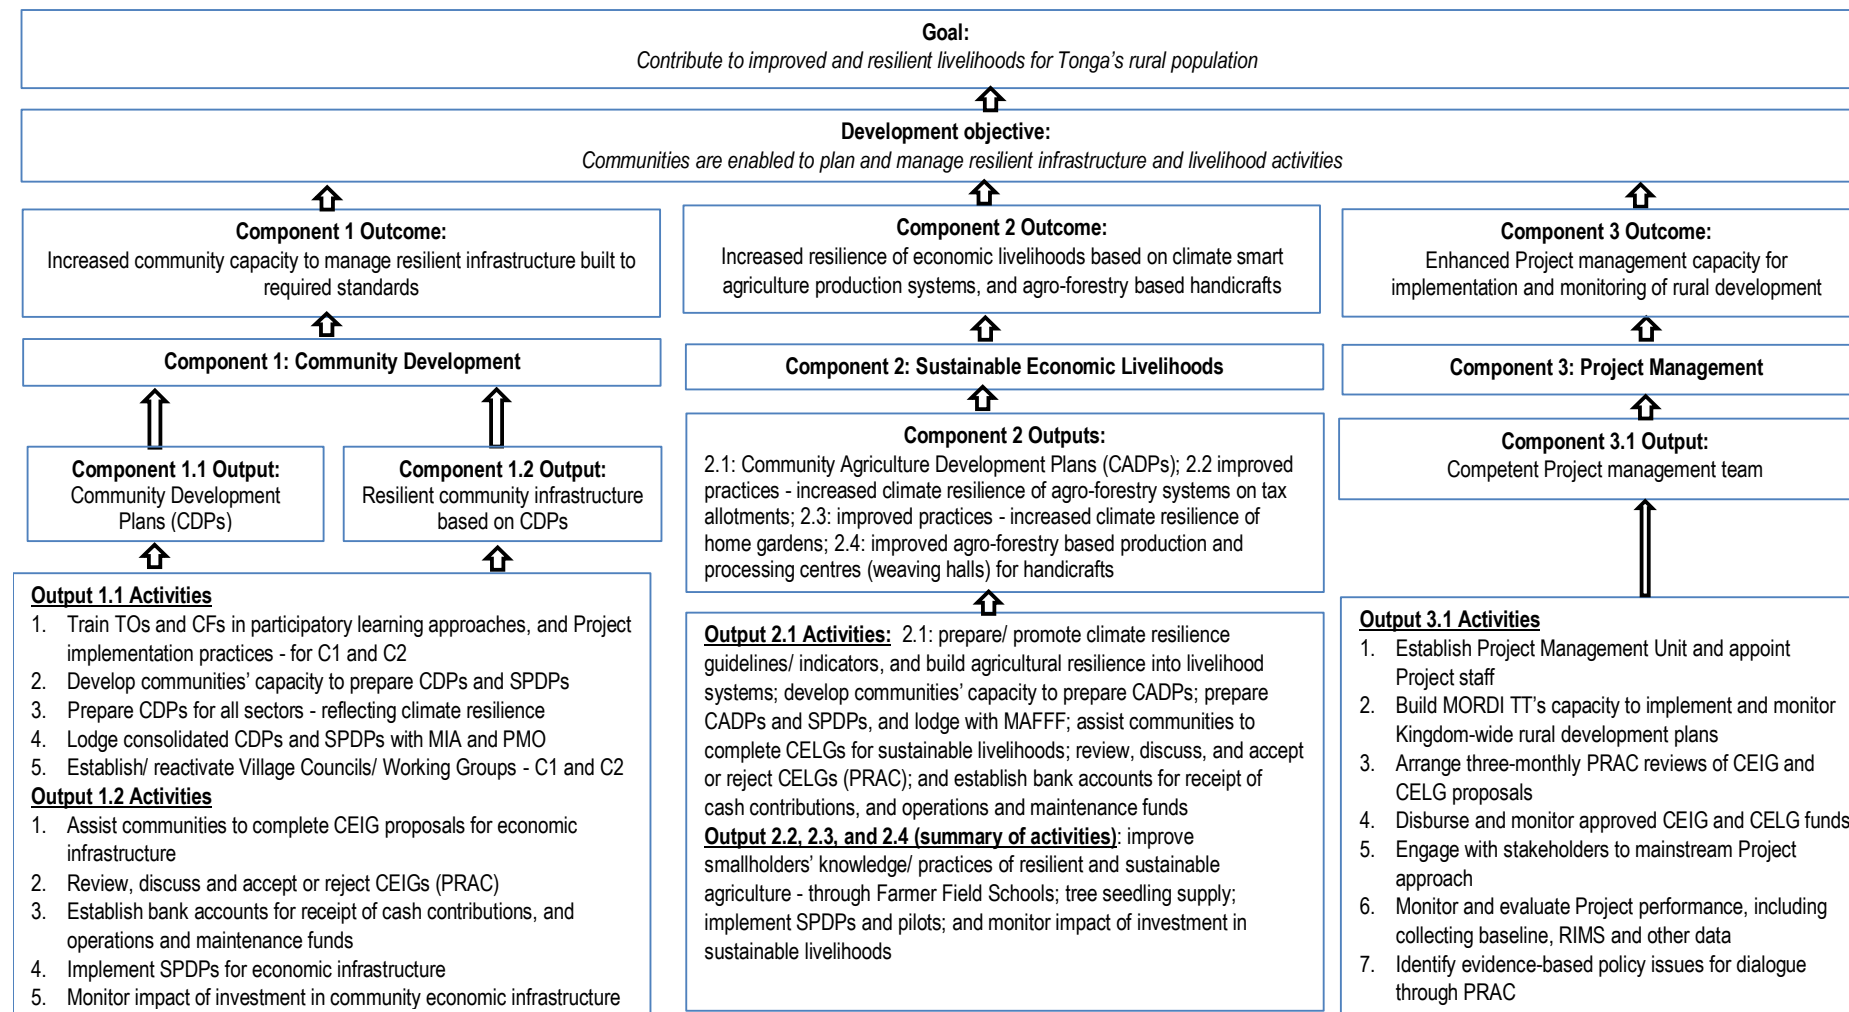 Goal:
Contribute to improved and resilient livelihoods for Tonga's rural population
Development objective:
Communities are enabled to plan and manage resilient infrastructure and livelihood activities
Component 1 Outcome:
Increased community capacity to manage resilient infrastructure built to
required standards
Component 1: Community Development
Component 1.1 Output:
Community Development
Plans (CDPs)
Component 1.2 Output:
Resilient community infrastructure
based on CDPs
Output 1.1 Activities
1. Train TOs and CFs in participatory learning approaches, and Project
implementation practices - for C1 and C2
2. Develop communities' capacity to prepare CDPs and SPDPs
3. Prepare CDPs for all sectors - reflecting climate resilience
4. Lodge consolidated CDPs and SPDPs with MIA and PMO
5. Establish/ reactivate Village Councils/ Working Groups - C1 and C2
Output 1.2 Activities
1. Assist communities to complete CEIG proposals for economic
infrastructure
2. Review, discuss and accept or reject CEIGs (PRAC)
3. Establish bank accounts for receipt of cash contributions, and
operations and maintenance funds
4. Implement SPDPs for economic infrastructure
5. Monitor impact of investment in community economic infrastructure
Component 2 Outcome:
Increased resilience of economic livelihoods based on climate smart
agriculture production systems, and agro-forestry based handicrafts
Component 2: Sustainable Economic Livelihoods
Component 2 Outputs:
2.1: Community Agriculture Development Plans (CADPs); 2.2 improved
practices - increased climate resilience of agro-forestry systems on tax
allotments; 2.3: improved practices - increased climate resilience of
home gardens; 2.4: improved agro-forestry based production and
processing centres (weaving halls) for handicrafts
Output 2.1 Activities: 2.1: prepare/ promote climate resilience
guidelines/ indicators, and build agricultural resilience into livelihood
systems; develop communities' capacity to prepare CADPs; prepare
CADPs and SPDPs, and lodge with MAFFF; assist communities to
complete CELGs for sustainable livelihoods; review, discuss, and accept
or reject CELGs (PRAC); and establish bank accounts for receipt of
cash contributions, and operations and maintenance funds
Output 2.2, 2.3, and 2.4 (summary of activities): improve
smallholders' knowledge/ practices of resilient and sustainable
agriculture - through Farmer Field Schools; tree seedling supply;
implement SPDPs and pilots; and monitor impact of investment in
sustainable livelihoods
Component 3 Outcome:
Enhanced Project management capacity for
implementation and monitoring of rural development
Component 3: Project Management
Component 3.1 Output:
Competent Project management team
Output 3.1 Activities
1. Establish Project Management Unit and appoint
Project staff
2. Build MORDI TT's capacity to implement and monitor
Kingdom-wide rural development plans
3. Arrange three-monthly PRAC reviews of CEIG and
CELG proposals
4. Disburse and monitor approved CEIG and CELG funds
5. Engage with stakeholders to mainstream Project
approach
6. Monitor and evaluate Project performance, including
collecting baseline, RIMS and other data
7. Identify evidence-based policy issues for dialogue
through PRAC